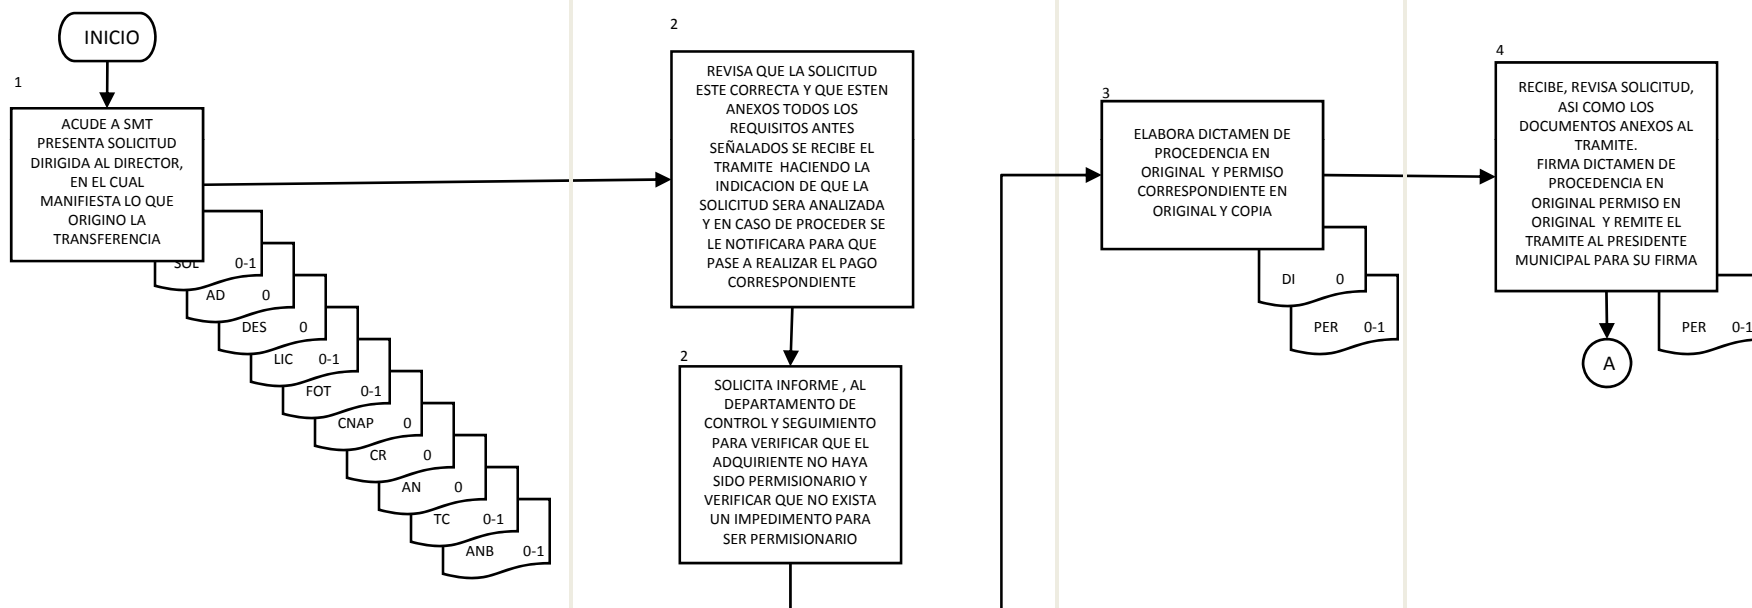 INICIO
1
ACUDE A SMT
PRESENTA SOLICITUD
DIRIGIDA AL DIRECTOR,
EN EL CUAL
MANIFIESTA LO QUE
ORIGINO LA
TRANSFERENCIA
SOL 0-1
AD 0
DES 0
LIC 0-1
FOT 0-1
CNAP 0
CR 0
AN 0
TC 0-1
ANB 0-1
2
REVISA QUE LA SOLICITUD
ESTE CORRECTA Y QUE ESTEN
ANEXOS TODOS LOS
REQUISITOS ANTES
SEÑALADOS SE RECIBE EL
TRAMITE HACIENDO LA
INDICACION DE QUE LA
SOLICITUD SERA ANALIZADA
Y EN CASO DE PROCEDER SE
LE NOTIFICARA PARA QUE
PASE A REALIZAR EL PAGO
CORRESPONDIENTE
2
SOLICITA INFORME , AL
DEPARTAMENTO DE
CONTROL Y SEGUIMIENTO
PARA VERIFICAR QUE EL
ADQUIRIENTE NO HAYA
SIDO PERMISIONARIO Y
VERIFICAR QUE NO EXISTA
UN IMPEDIMENTO PARA
SER PERMISIONARIO
3
ELABORA DICTAMEN DE
PROCEDENCIA EN
ORIGINAL Y PERMISO
CORRESPONDIENTE EN
ORIGINAL Y COPIA
DI 0
PER 0-1
4
RECIBE, REVISA SOLICITUD,
ASI COMO LOS
DOCUMENTOS ANEXOS AL
TRAMITE.
FIRMA DICTAMEN DE
PROCEDENCIA EN
ORIGINAL PERMISO EN
ORIGINAL Y REMITE EL
TRAMITE AL PRESIDENTE
MUNICIPAL PARA SU FIRMA
PER 0-1
A